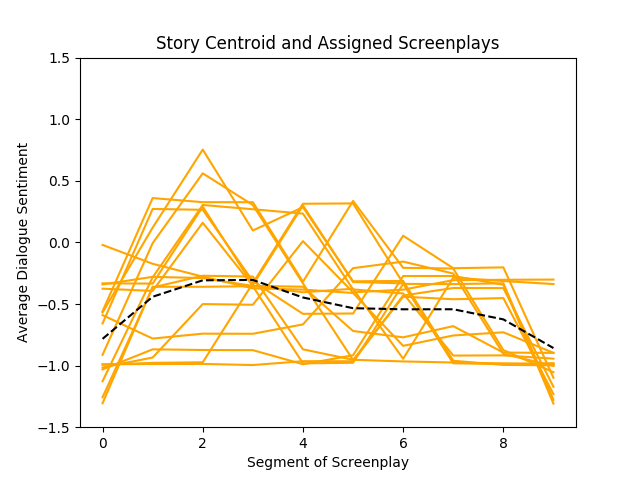 Story Centroid and Assigned Screenplays
1.5
1.0
0.5
0.0
−0.5
−1.0
−1.5
Average Dialogue Sentiment
0 2 4 6 8
Segment of Screenplay